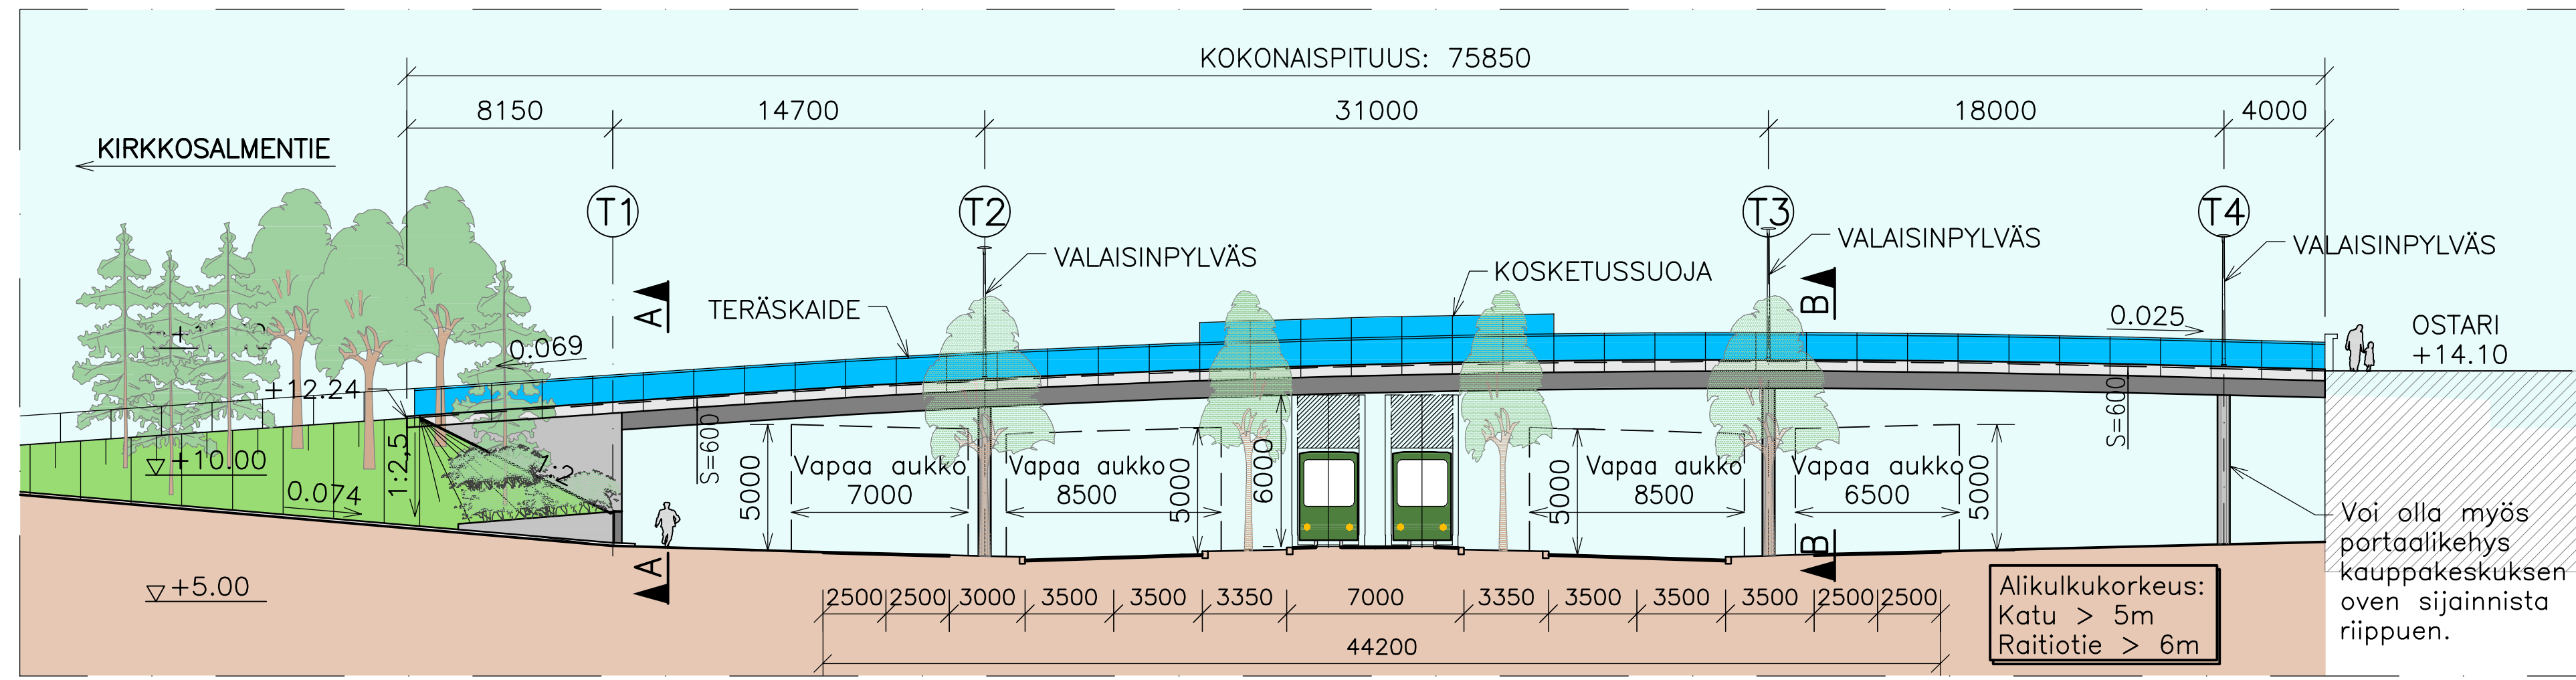 KOKONAISPITUUS: 75850
8150 14700 31000 18000 4000
KIRKKOSALMENTIE
T1 T2 T3 T4
VALAISINPYLVÄS
VALAISINPYLVÄS
VALAISINPYLVÄS
KOSKETUSSUOJA
TERÄSKAIDE
A
B
0.025
OSTARI
+14.10
0.069
+12.24
S=600
S=600
1:2,5
1:2
+10.00
0.074
5000
Vapaa aukko
7000
Vapaa aukko
8500
5000
6000
5000
Vapaa aukko
8500
Vapaa aukko
6500
5000
Voi olla myös
portaalikehys
kauppakeskuksen
oven sijainnista
riippuen.
A
B
+5.00
2500 2500 3000 3500 3500 3350 7000 3350 3500 3500 3500 2500 2500
44200
Alikulkukorkeus:
Katu > 5m
Raitiotie > 6m